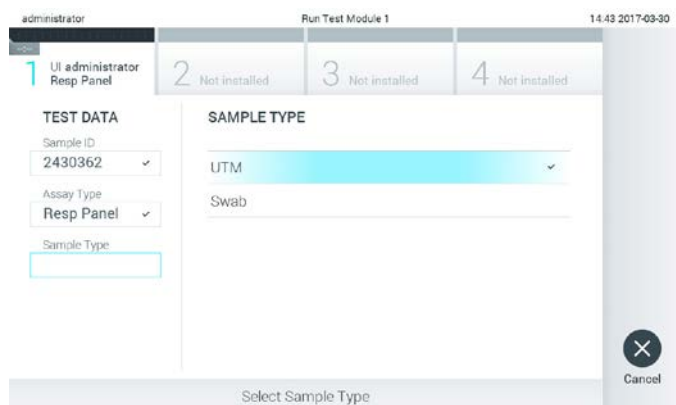 administrator
Run Test Module 1
14.43 2017-03-30
1 UI administrator
Resp Panel
2 Not installed
3 Not installed
4 Not installed
TEST DATA
Sample ID
2430362
Assay Type
Resp Panel
Sample Type
SAMPLE TYPE
UTM
Swab
Cancel
Select Sample Type